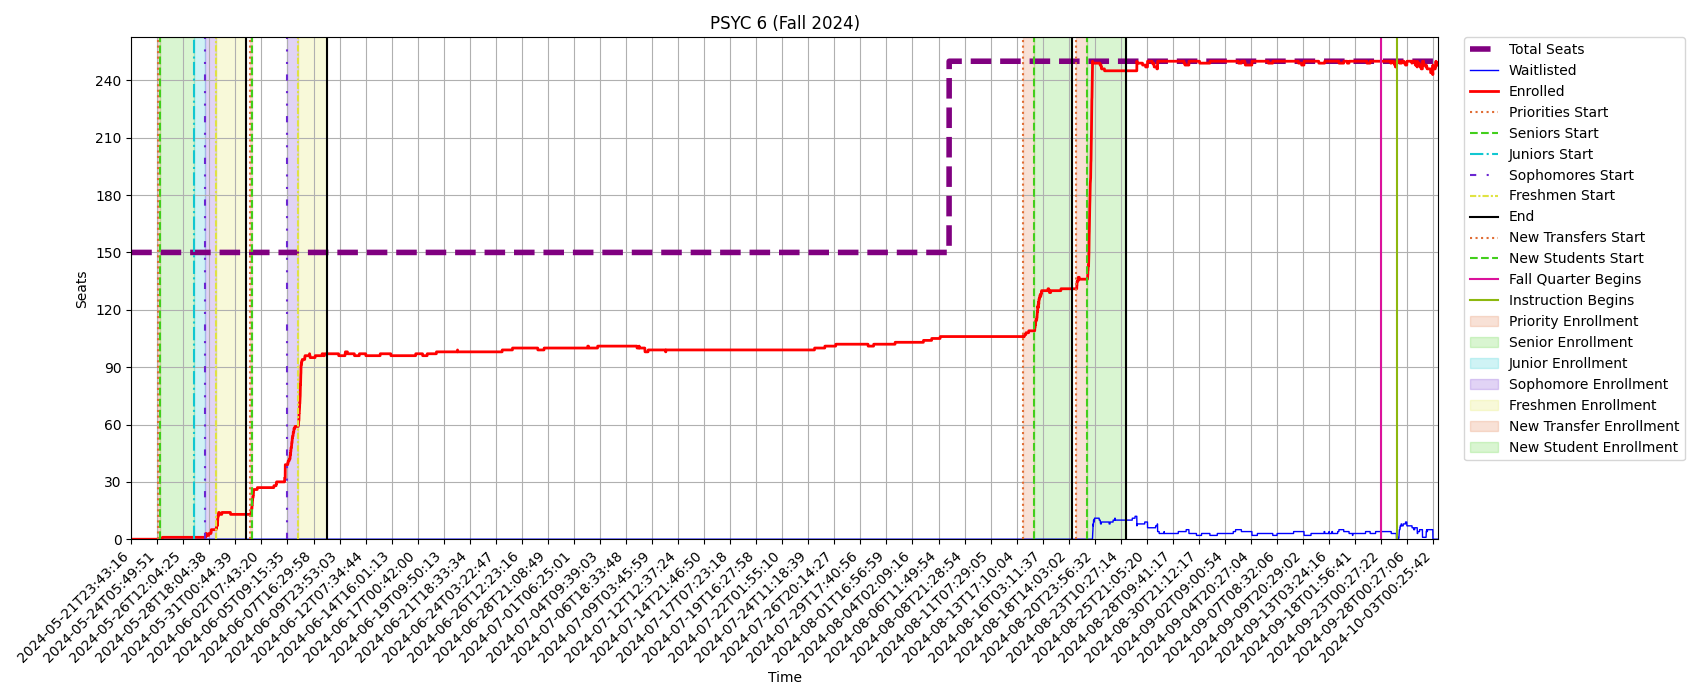 PSYC 6 (Fall 2024)
Seats
240
210
180
150
120
90
60
30
0
2024-05-21T23:43:16
2024-05-24T05:49:51
2024-05-26T12:04:25
2024-05-28T18:04:38
2024-05-31T00:44:39
2024-06-02T07:43:20
2024-06-05T09:15:35
2024-06-07T16:29:58
2024-06-09T23:53:03
2024-06-12T07:34:44
2024-06-14T16:01:13
2024-06-17T00:42:00
2024-06-19T09:50:13
2024-06-21T18:33:34
2024-06-24T03:22:47
2024-06-26T12:23:16
2024-06-28T21:08:49
2024-07-01T06:25:01
2024-07-04T09:39:03
2024-07-06T18:33:48
2024-07-09T03:45:59
2024-07-12T12:37:24
2024-07-14T21:46:50
2024-07-17T07:23:18
2024-07-19T16:27:58
2024-07-22T01:55:10
2024-07-24T11:18:39
2024-07-26T20:14:27
2024-07-29T17:40:56
2024-08-01T16:56:59
2024-08-04T02:09:16
2024-08-06T11:49:54
2024-08-08T21:28:54
2024-08-11T07:29:05
2024-08-13T17:10:04
2024-08-16T03:11:37
2024-08-18T14:03:02
2024-08-20T23:56:32
2024-08-23T10:27:14
2024-08-25T21:05:20
2024-08-28T09:41:17
2024-08-30T21:12:17
2024-09-02T09:00:54
2024-09-04T20:27:04
2024-09-07T08:32:06
2024-09-09T20:29:02
2024-09-13T03:24:16
2024-09-18T01:56:41
2024-09-23T00:27:22
2024-09-28T00:27:06
2024-10-03T00:25:42
Time
Total Seats
Waitlisted
Enrolled
Priorities Start
Seniors Start
Juniors Start
Sophomores Start
Freshmen Start
End
New Transfers Start
New Students Start
Fall Quarter Begins
Instruction Begins
Priority Enrollment
Senior Enrollment
Junior Enrollment
Sophomore Enrollment
Freshmen Enrollment
New Transfer Enrollment
New Student Enrollment